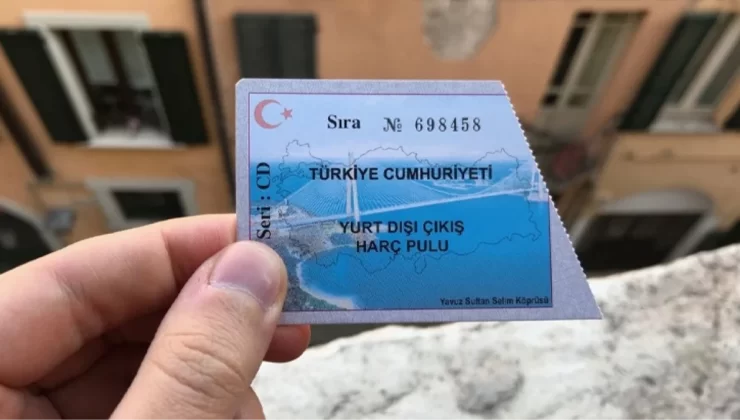 Sıra № 698458
TÜRKİYE CUMHURİYETİ
Seri : CD
YURT DIŞI ÇIKIŞ
HARÇ PULU
Yavuz Sultan Selim Köprüsü